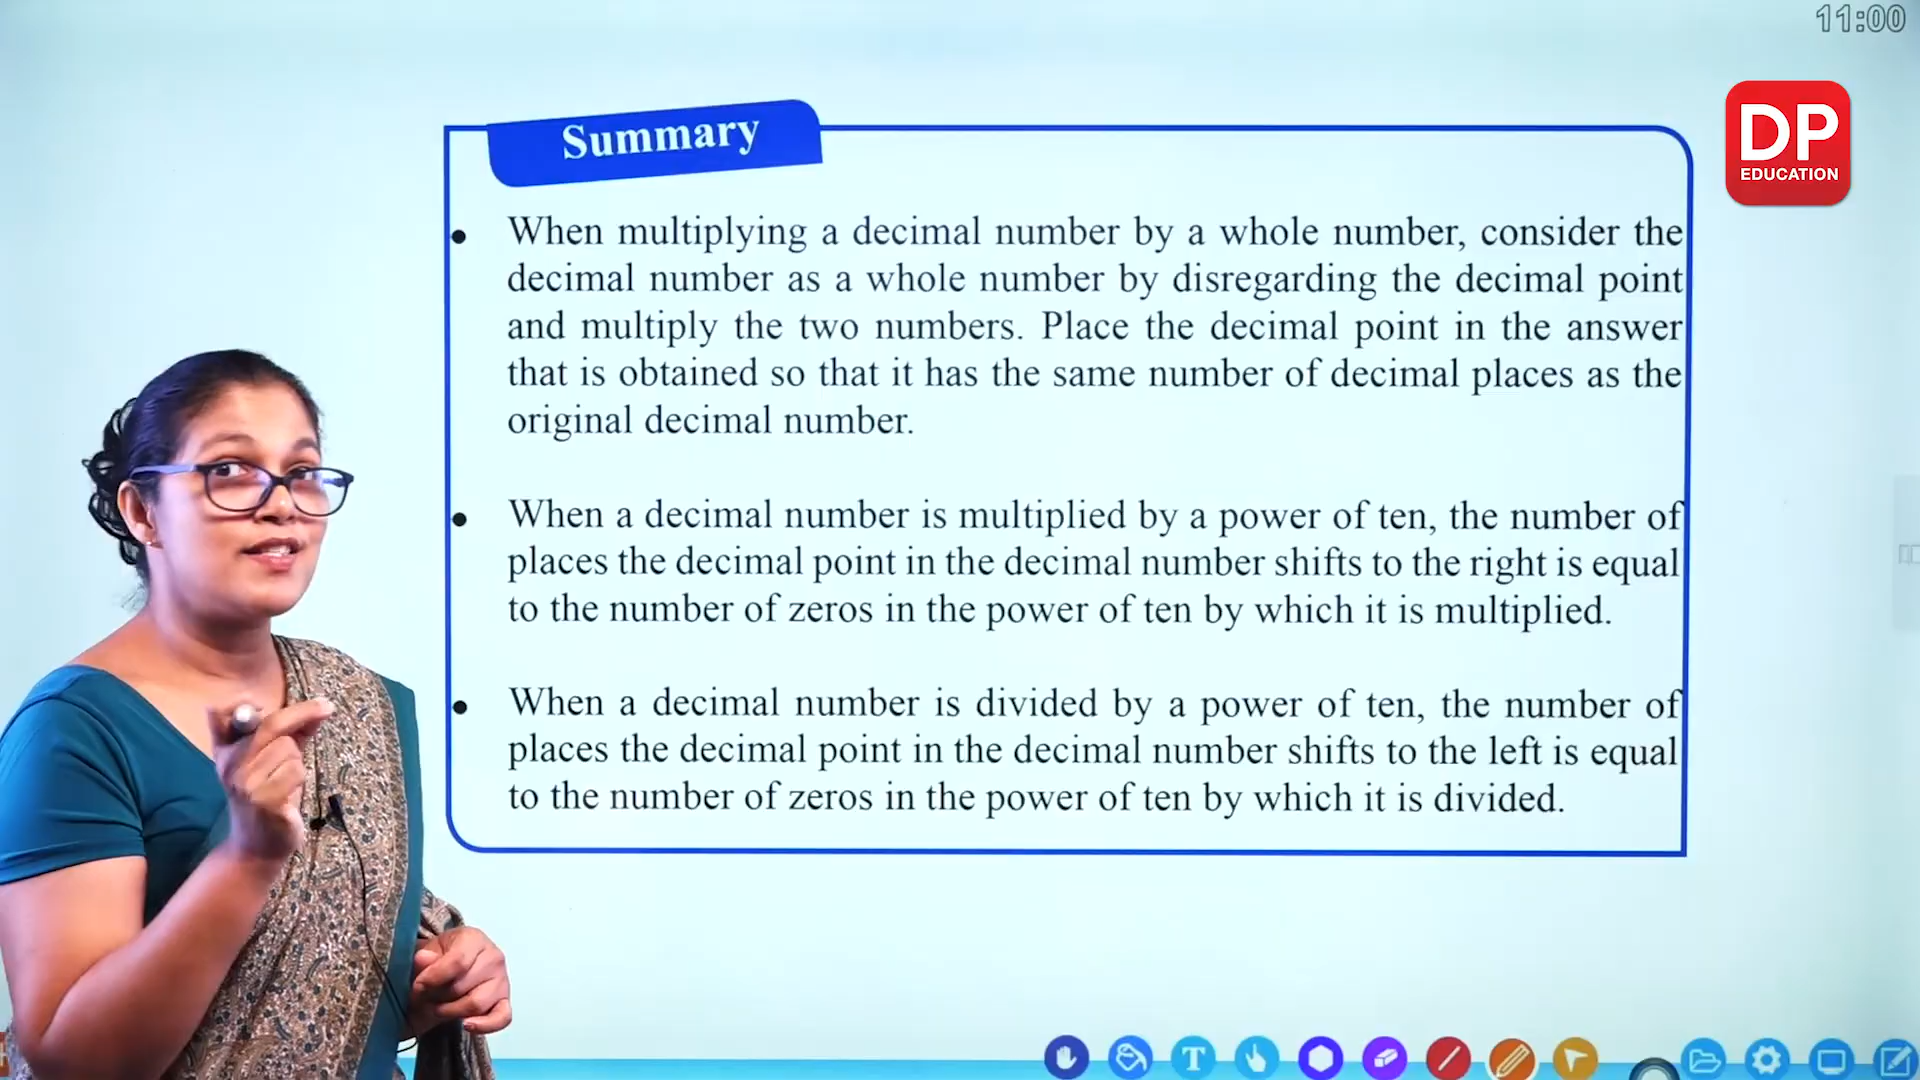 11:00
DP
EDUCATION
Summary
• When multiplying a decimal number by a whole number, consider the
decimal number as a whole number by disregarding the decimal point
and multiply the two numbers. Place the decimal point in the answer
that is obtained so that it has the same number of decimal places as the
original decimal number.
• When a decimal number is multiplied by a power of ten, the number of
places the decimal point in the decimal number shifts to the right is equal
to the number of zeros in the power of ten by which it is multiplied.
• When a decimal number is divided by a power of ten, the number of
places the decimal point in the decimal number shifts to the left is equal
to the number of zeros in the power of ten by which it is divided.
T